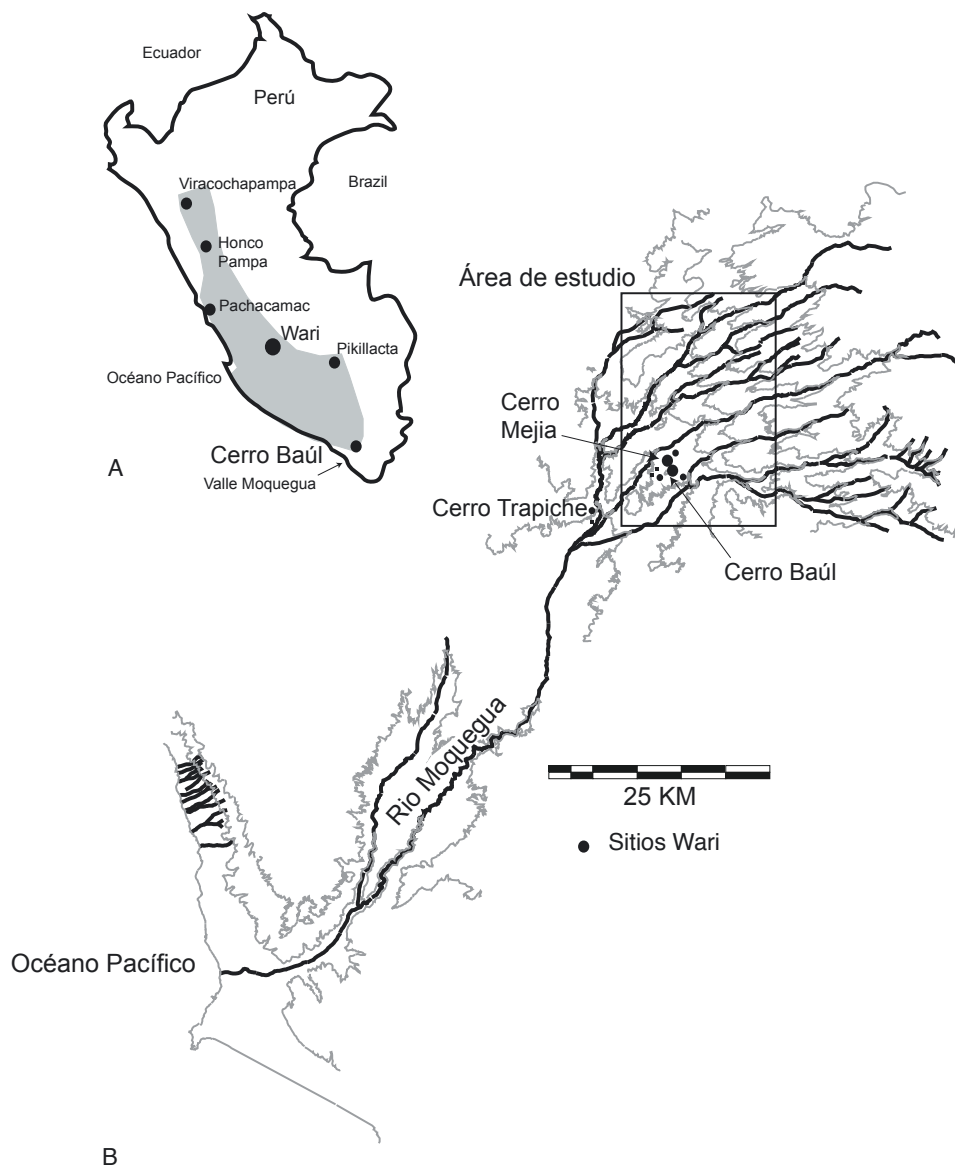 Ecuador
Perú
Brazil
Viracochapampa
Honco
Pampa
Pachacamac
Wari
Pikillacta
Océano Pacífico
Cerro Baúl
Valle Moquegua
A
Área de estudio
Cerro
Mejia
Cerro Trapiche
Cerro Baúl
Rio Moquegua
25 KM
Sitios Wari
Océano Pacífico
B